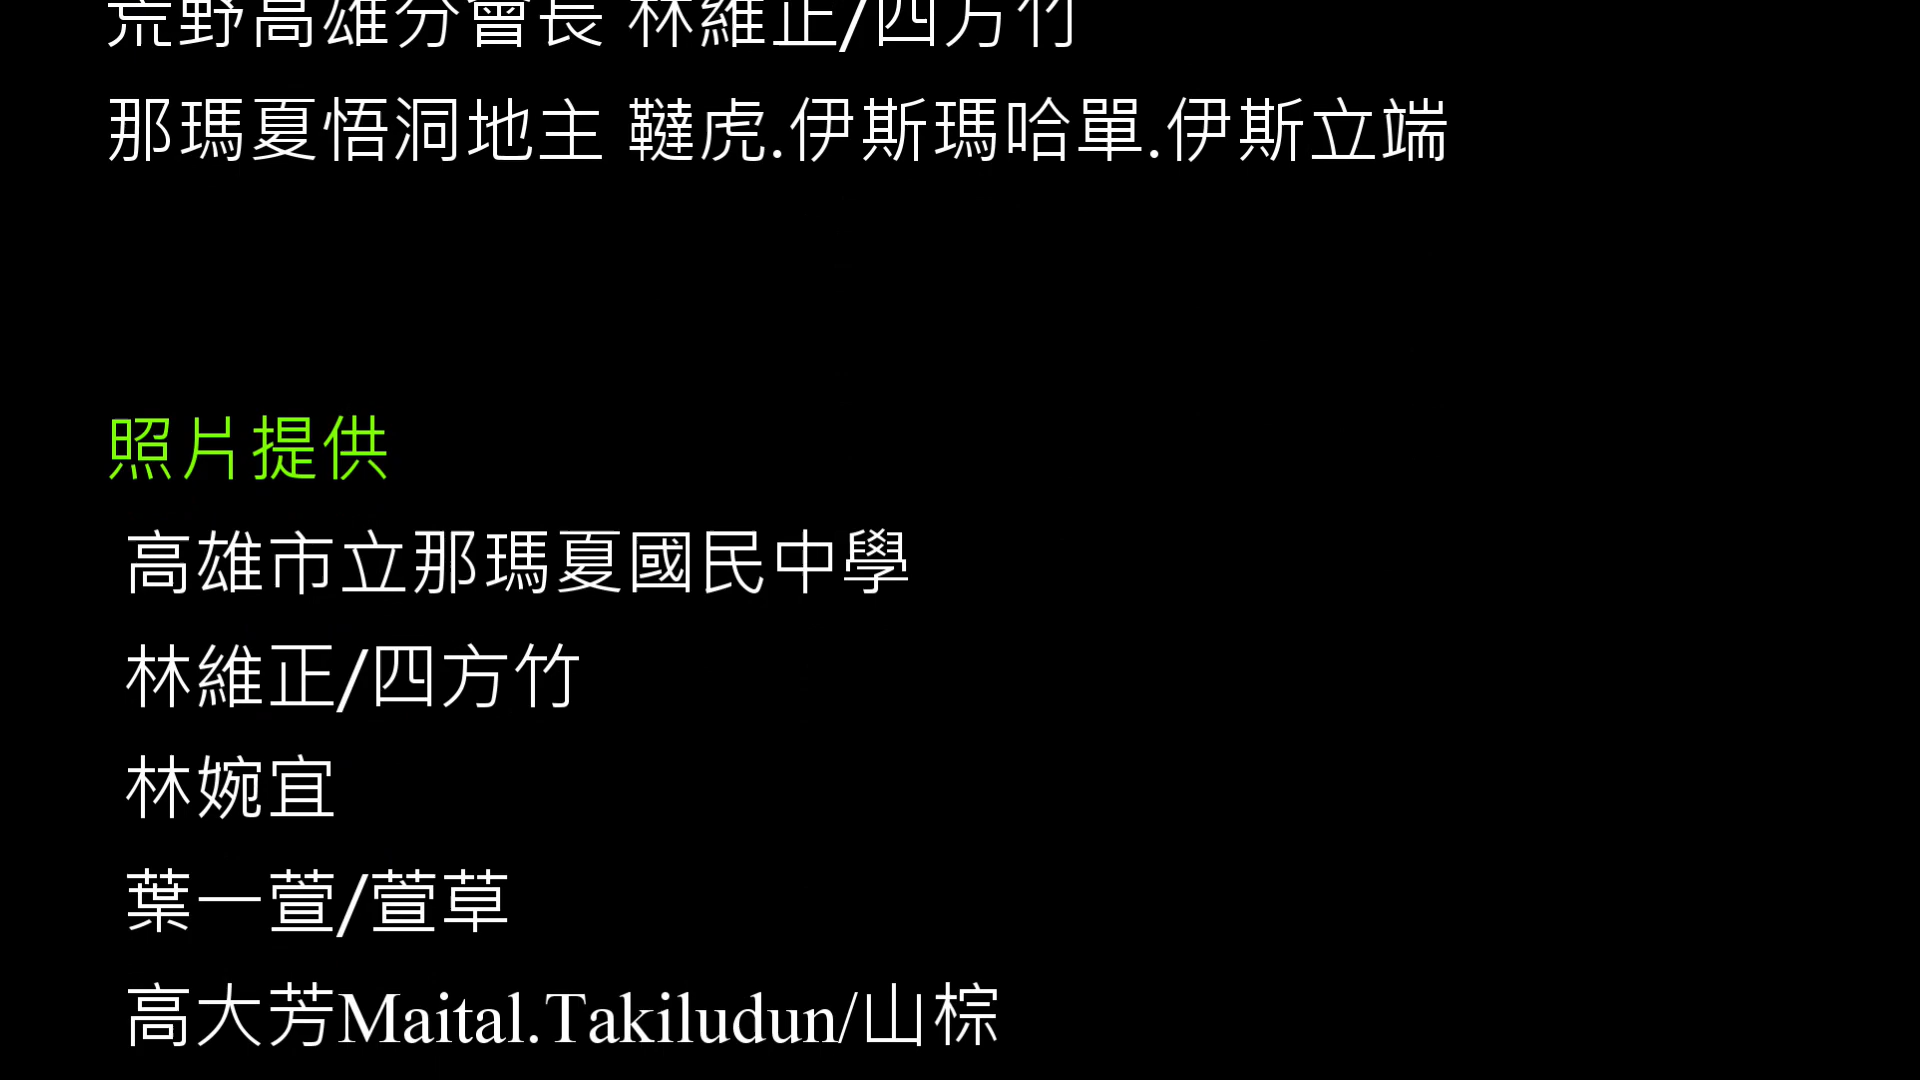 荒野高雄分會長 林維正/四方竹
那瑪夏悟洞地主 韃虎.伊斯瑪哈單.伊斯立端
照片提供
高雄市立那瑪夏國民中學
林維正/四方竹
林婉宜
葉一萱/萱草
高大芳Maital.Takiludun/山棕